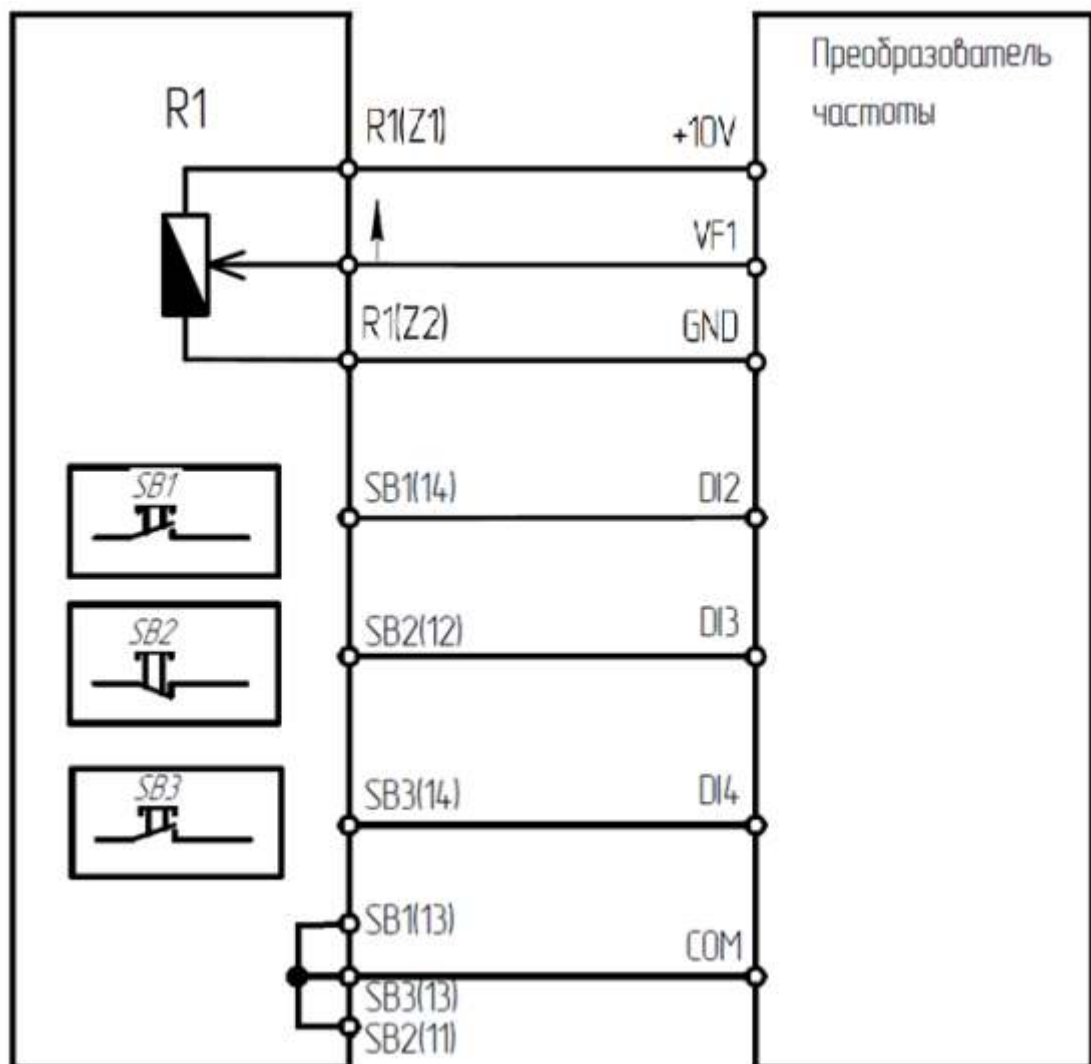 Преобразователь
частоты
R1
R1(Z1)
+10V
VF1
R1(Z2)
GND
SB1
SB1(14)
DI2
SB2
SB2(12)
DI3
SB3
SB3(14)
DI4
SB1(13)
COM
SB3(13)
SB2(11)